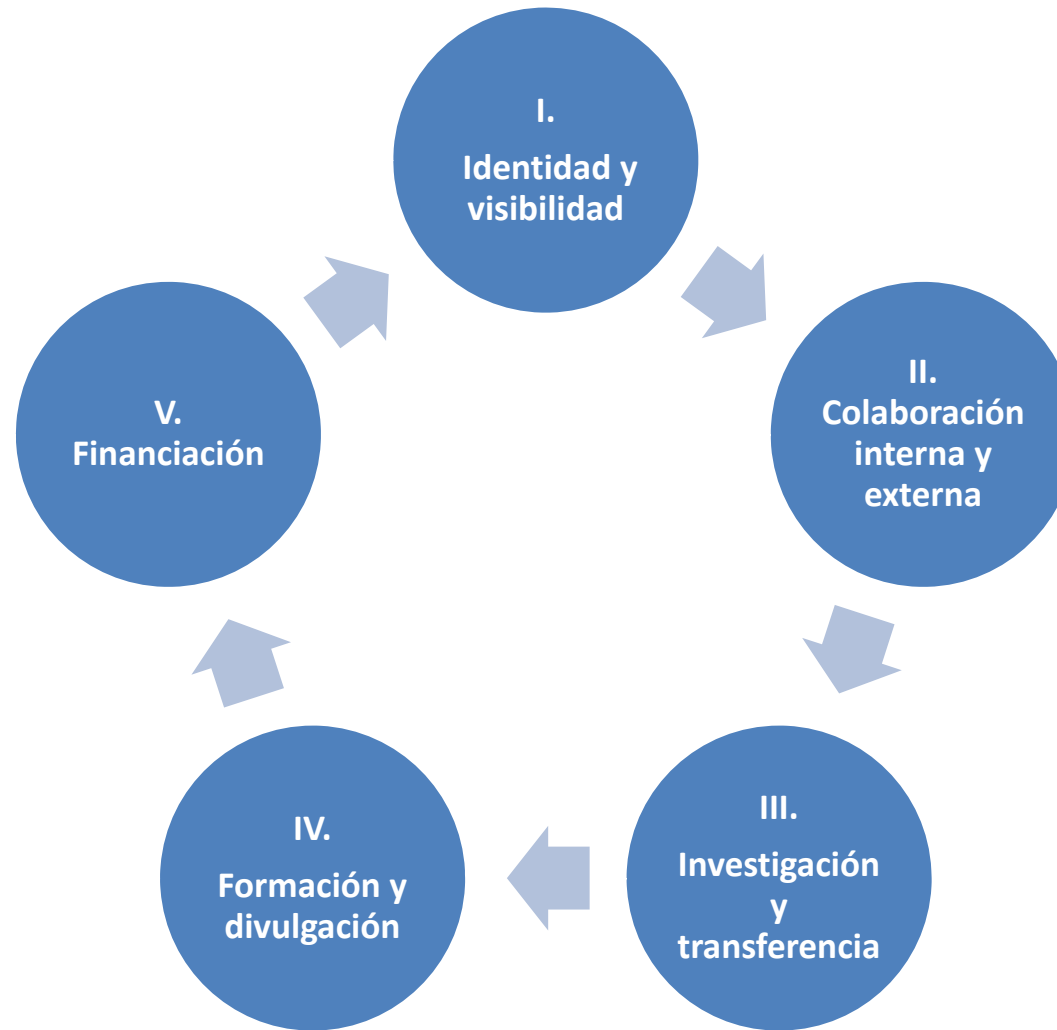 I.
Identidad y
visibilidad
II.
Colaboración
interna y
externa
III.
Investigación
y
transferencia
IV.
Formación y
divulgación
V.
Financiación